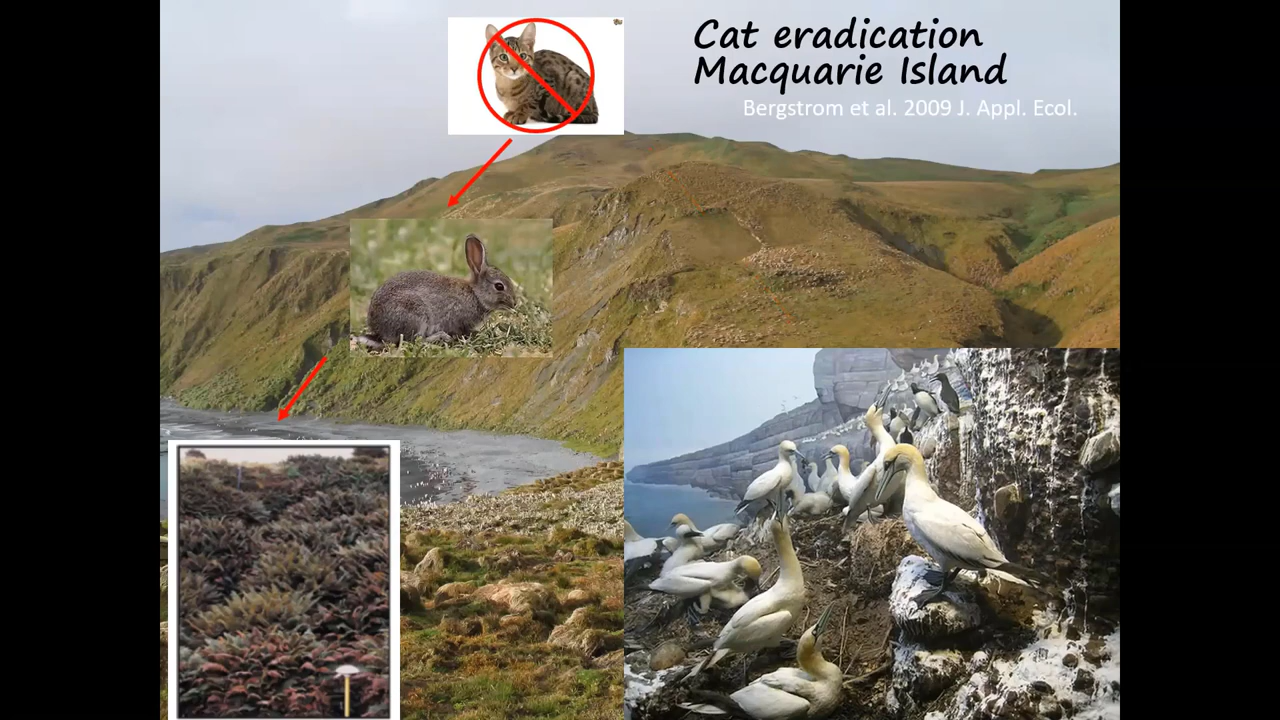 Cat eradication
Macquarie Island
Bergstrom et al. 2009 J. Appl. Ecol.